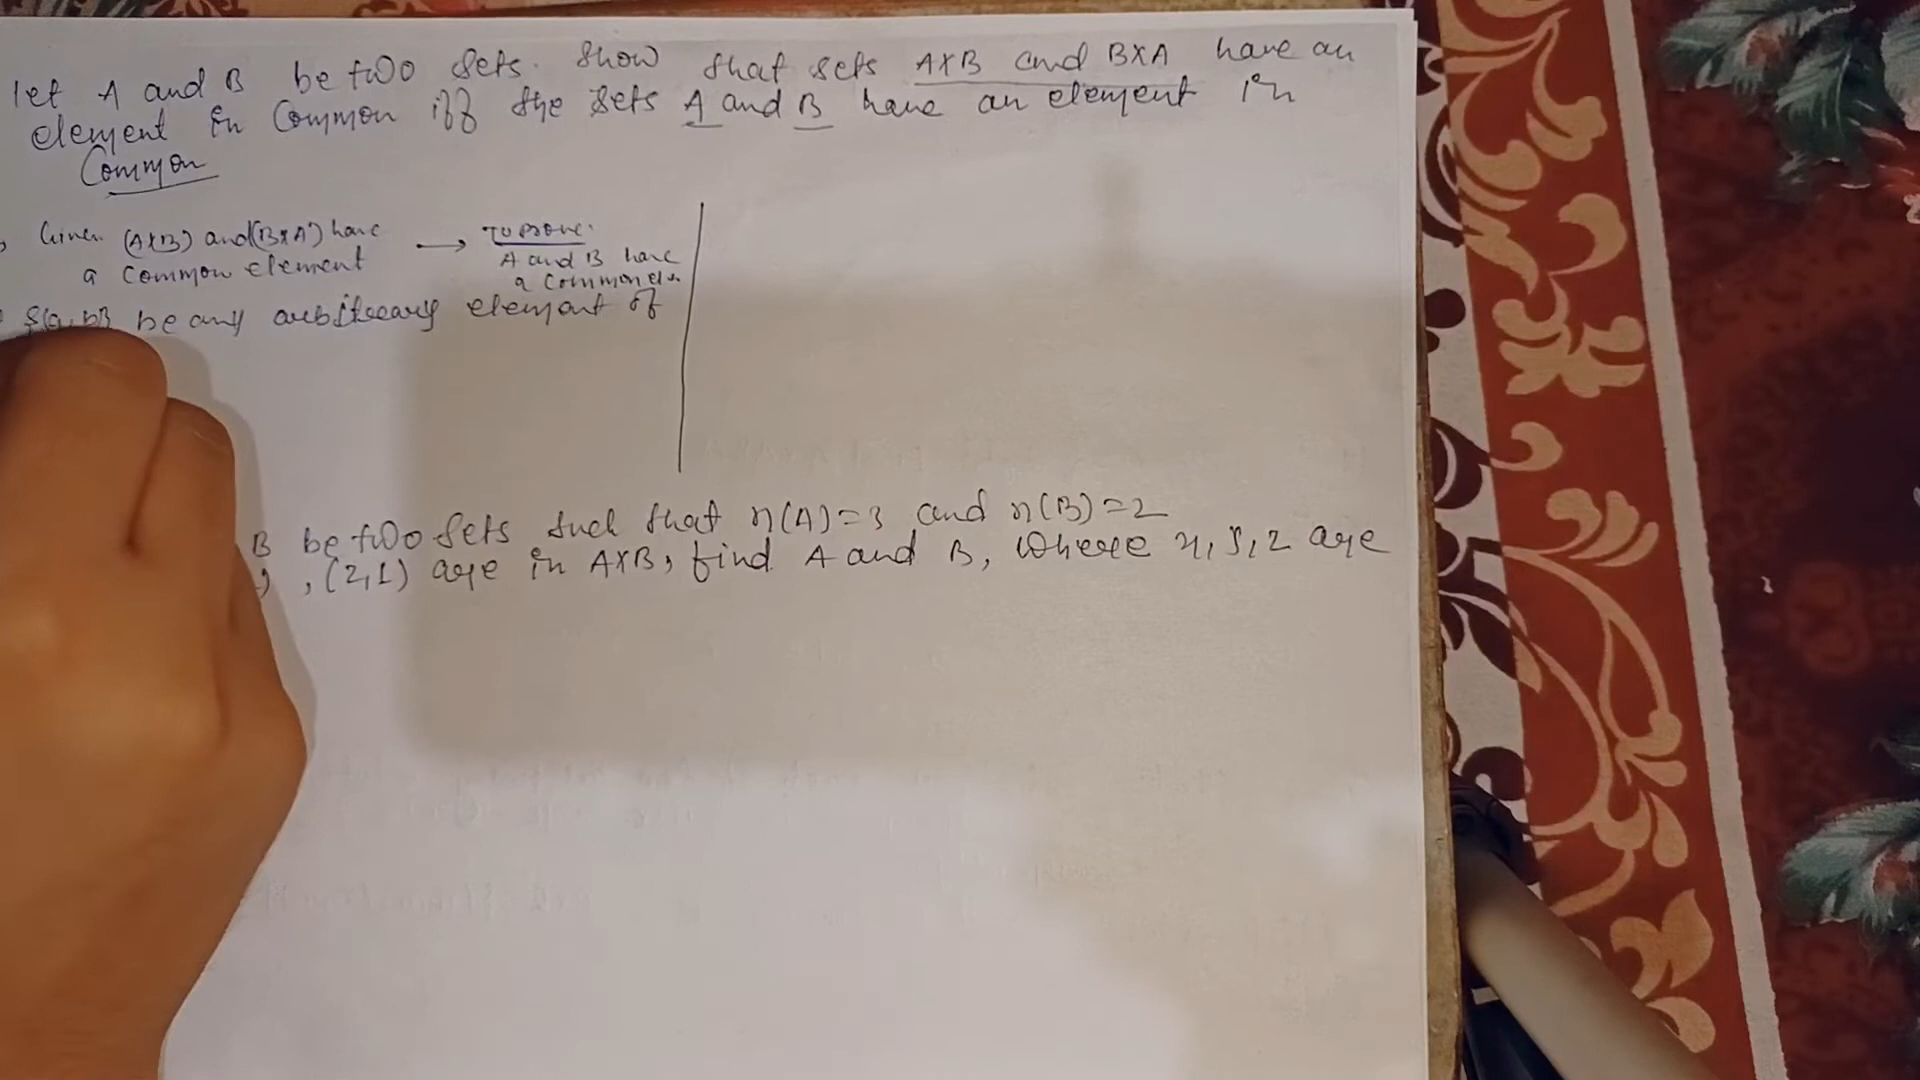 let A and B be two sets. Show that sets A×B and B×A have an
element in Common iff the sets A and B have an element in
Common
Given (A×B) and (B×A) have
a common element
→ To prove.
A and B have
a common ele
be any arbitrary element of
B be two sets such that n(A)=3 and n(B)=2
), (z,1) are in A×B, find A and B, where x, y, z are